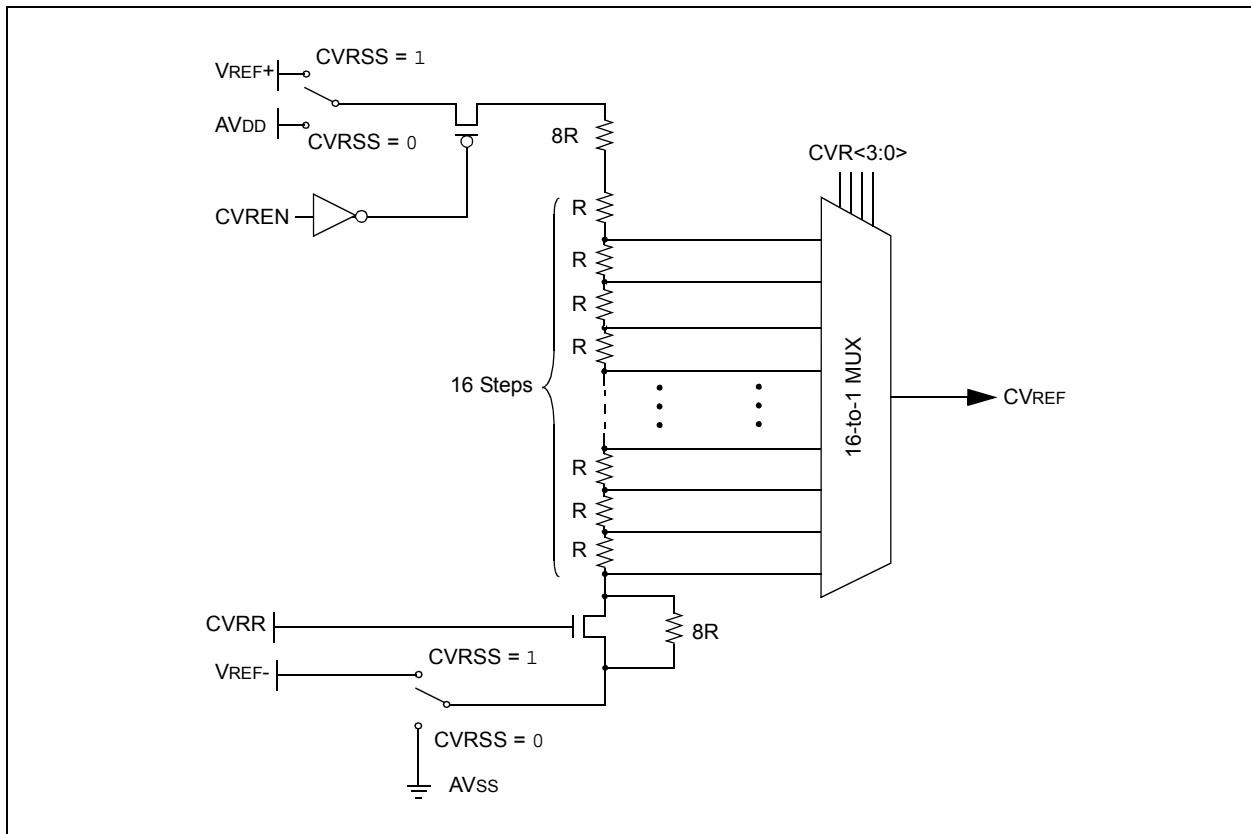 CVRSS = 1
VREF+
AVDD
CVRSS = 0
8R
CVREN
CVR<3:0>
R
R
R
R
16 Steps
16-to-1 MUX
CVREF
R
R
R
CVRR
8R
CVRSS = 1
VREF-
CVRSS = 0
AVSS